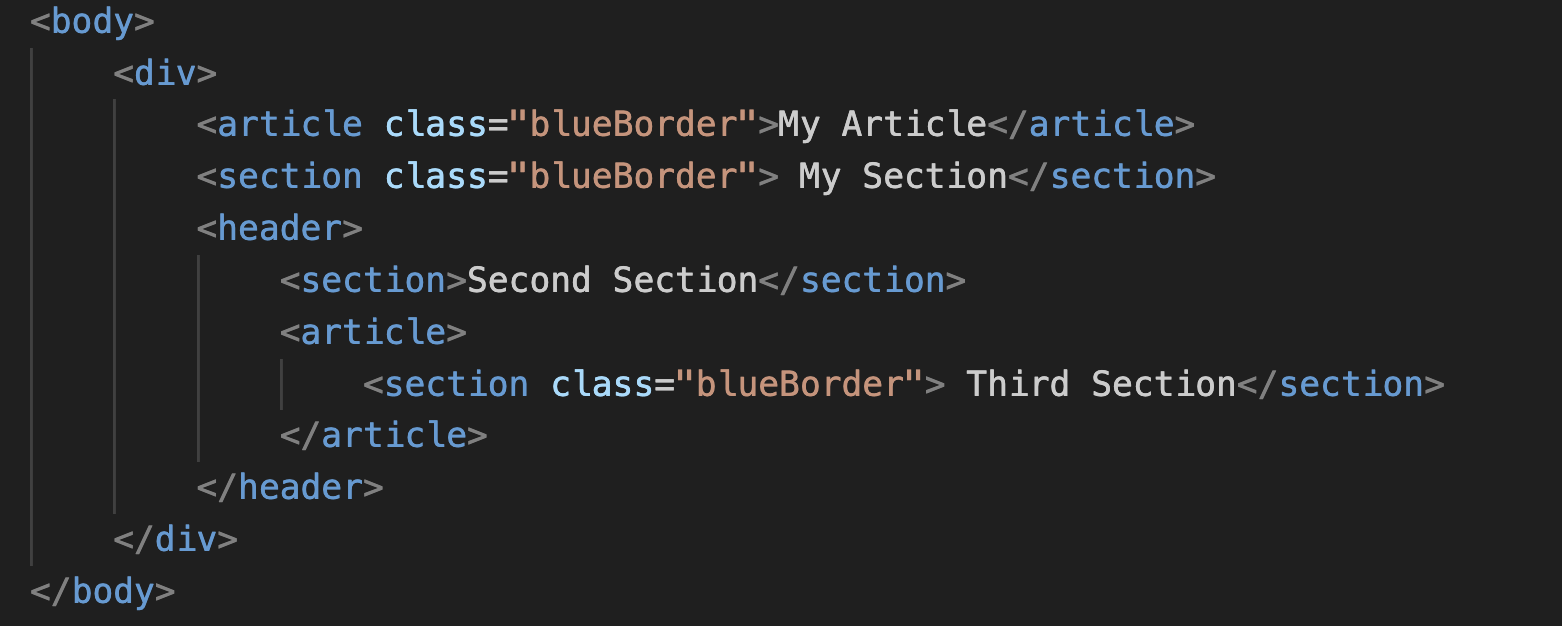 <body>
<div>
<article class="blueBorder">My Article</article>
<section class="blueBorder"> My Section</section>
<header>
<section>Second Section</section>
<article>
<section class="blueBorder"> Third Section</section>
</article>
</header>
</div>
</body>